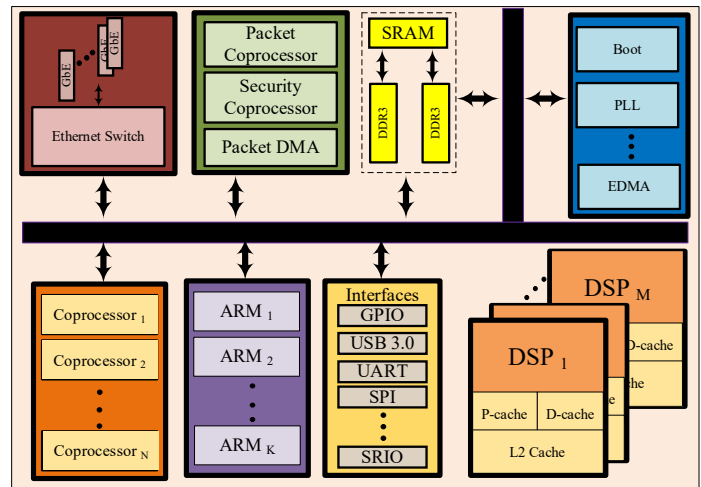 GbE
GbE
GbE
Ethernet Switch
Packet
Coprocessor
Security
Coprocessor
Packet DMA
SRAM
DDR3
DDR3
Boot
PLL
EDMA
Coprocessor 1
Coprocessor 2
Coprocessor N
ARM 1
ARM 2
ARM K
Interfaces
GPIO
USB 3.0
UART
SPI
SRIO
DSP M
D-cache
DSP 1
P-cache
D-cache
L2 Cache